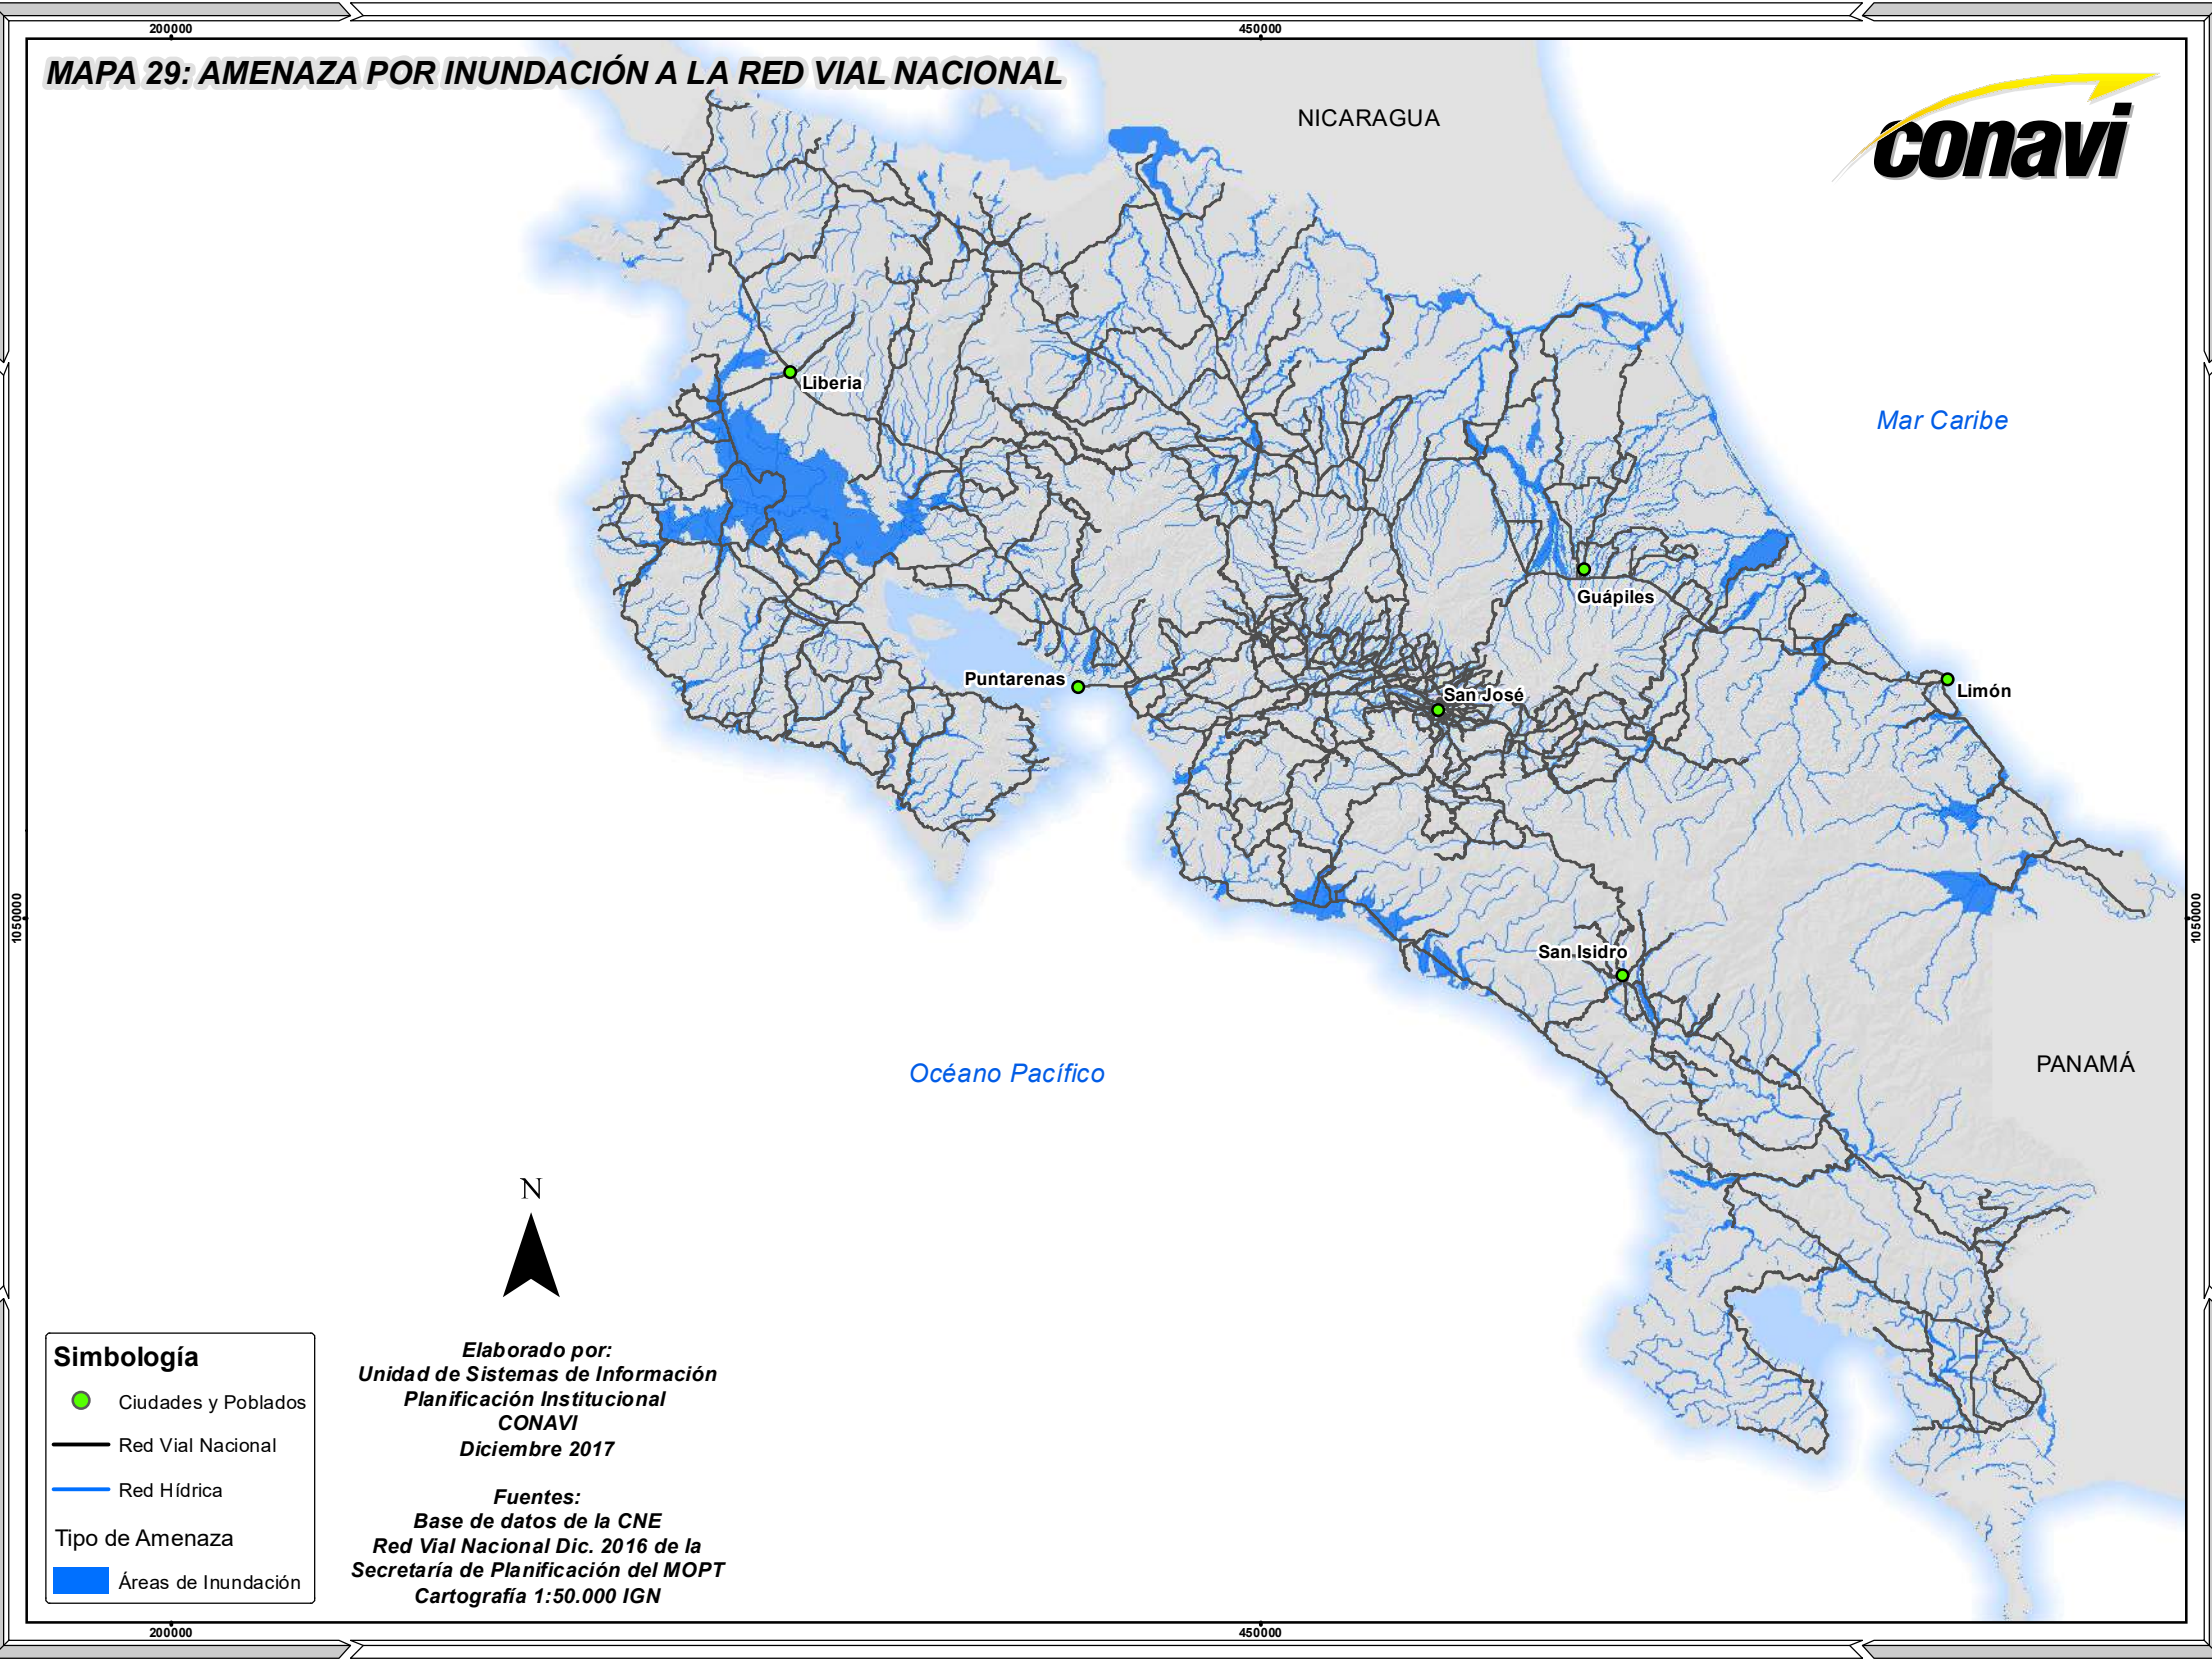 200000
450000
MAPA 29: AMENAZA POR INUNDACIÓN A LA RED VIAL NACIONAL
conavi
NICARAGUA
Mar Caribe
Liberia
Guápiles
Puntarenas
San José
Limón
San Isidro
1050000
1050000
Océano Pacífico
PANAMÁ
N
Simbología
Ciudades y Poblados
Red Vial Nacional
Red Hídrica
Tipo de Amenaza
Áreas de Inundación
Elaborado por:
Unidad de Sistemas de Información
Planificación Institucional
CONAVI
Diciembre 2017
Fuentes:
Base de datos de la CNE
Red Vial Nacional Dic. 2016 de la
Secretaría de Planificación del MOPT
Cartografía 1:50.000 IGN
200000
450000